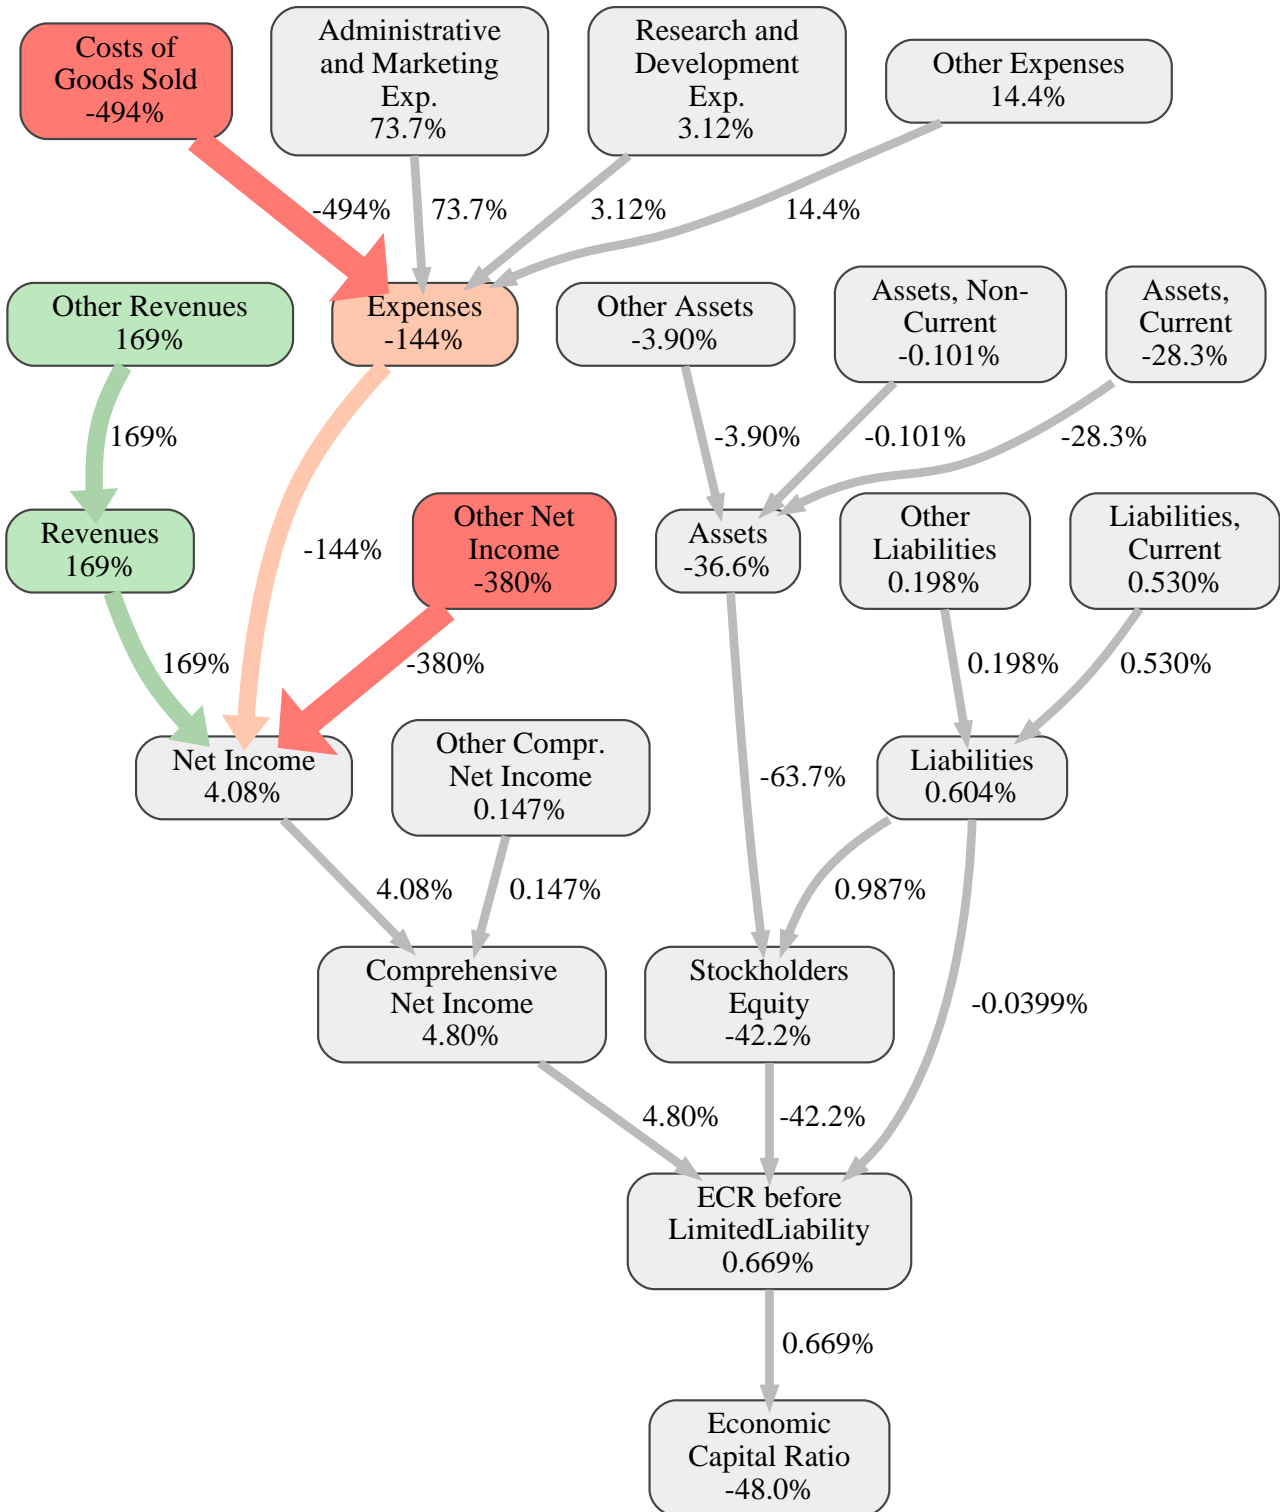 Costs of
Goods Sold
-494%
Administrative
and Marketing
Exp.
73.7%
Research and
Development
Exp.
3.12%
Other Expenses
14.4%
-494%
73.7%
3.12%
14.4%
Other Revenues
169%
Expenses
-144%
Other Assets
-3.90%
Assets, Non-
Current
-0.101%
Assets,
Current
-28.3%
169%
-3.90%
-0.101%
-28.3%
Revenues
169%
-144%
Other Net
Income
-380%
Assets
-36.6%
Other
Liabilities
0.198%
Liabilities,
Current
0.530%
169%
-380%
0.198%
0.530%
Net Income
4.08%
Other Compr.
Net Income
0.147%
-63.7%
Liabilities
0.604%
4.08%
0.147%
0.987%
Comprehensive
Net Income
4.80%
Stockholders
Equity
-42.2%
-0.0399%
4.80%
-42.2%
ECR before
LimitedLiability
0.669%
0.669%
Economic
Capital Ratio
-48.0%